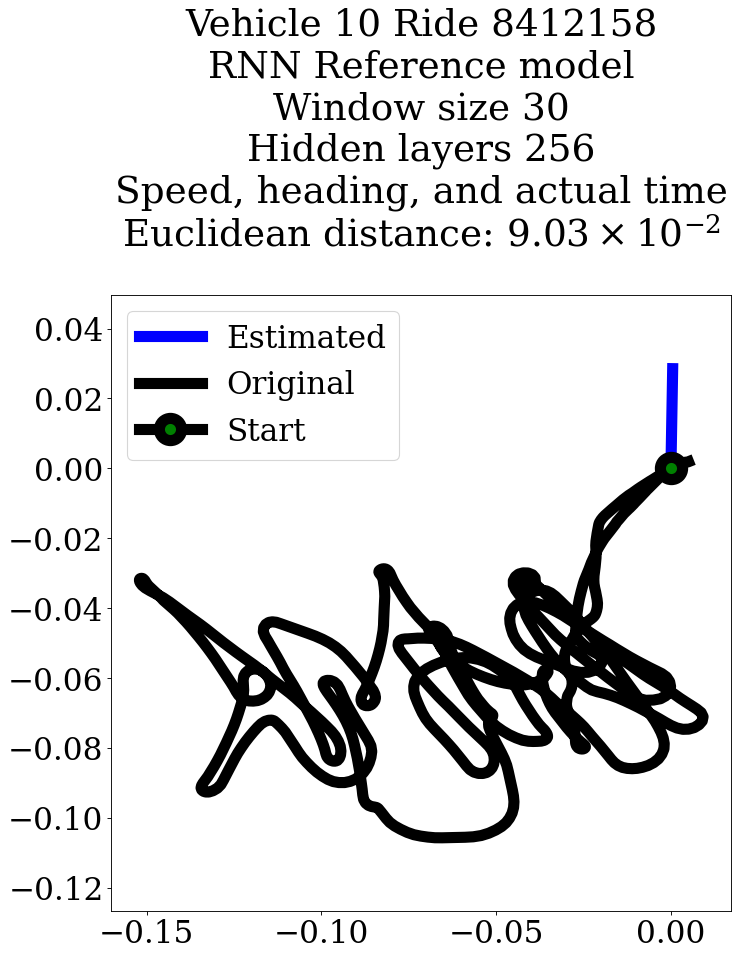 Vehicle 10 Ride 8412158
RNN Reference model
Window size 30
Hidden layers 256
Speed, heading, and actual time
Euclidean distance: 9.03 × 10⁻²
Estimated
Original
Start
0.04
0.02
0.00
−0.02
−0.04
−0.06
−0.08
−0.10
−0.12
−0.15
−0.10
−0.05
0.00